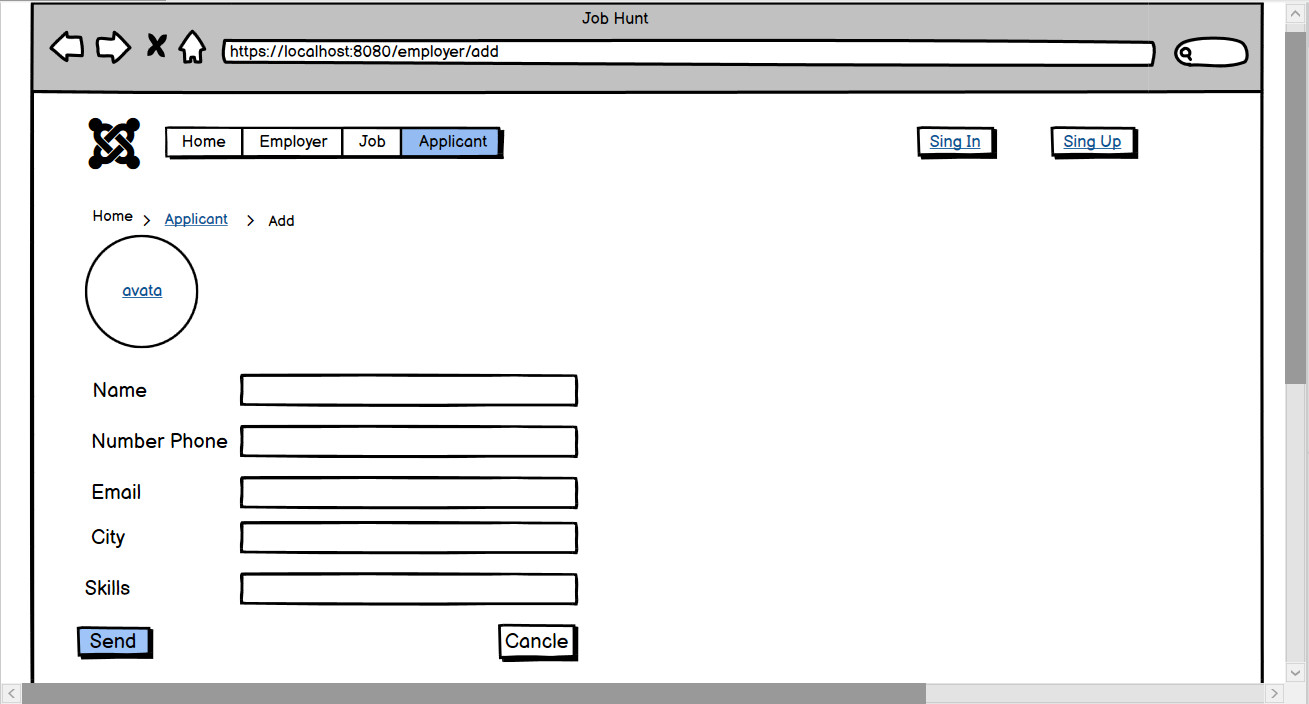 Job Hunt
https://localhost:8080/employer/add
Home Employer Job Applicant Sing In Sing Up
Home > Applicant > Add
avata
Name
Number Phone
Email
City
Skills
Send Cancle